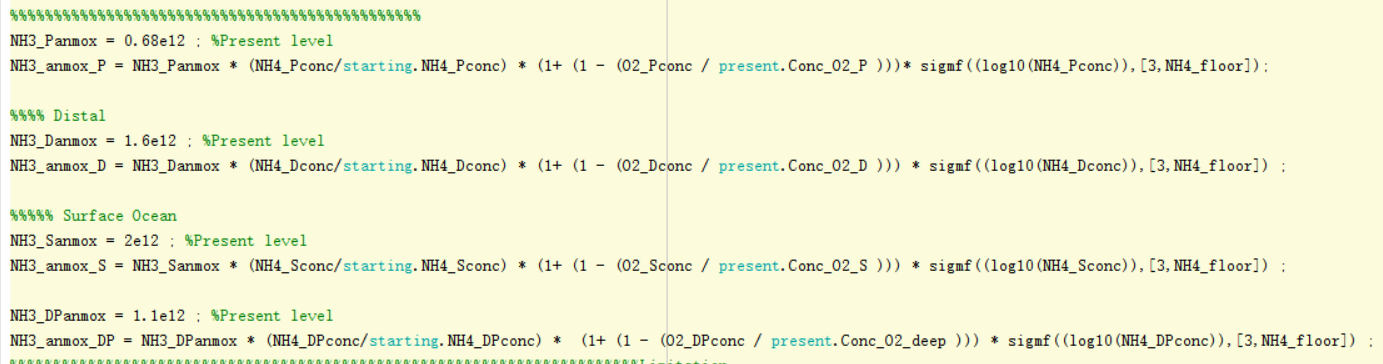 %%%%%%%%%%%%%%%%%%%%%%%%%%%%%%%%%%%%%%%%%%%%%%%
NH3_Panmox = 0.68e12 ; %Present level
NH3_anmox_P = NH3_Panmox * (NH4_Pconc/starting.NH4_Pconc) * (1+ (1 - (O2_Pconc / present.Conc_O2_P )))* sigmf((log10(NH4_Pconc)),[3,NH4_floor]);
%%%% Distal
NH3_Danmox = 1.6e12 ; %Present level
NH3_anmox_D = NH3_Danmox * (NH4_Dconc/starting.NH4_Dconc) * (1+ (1 - (O2_Dconc / present.Conc_O2_D ))) * sigmf((log10(NH4_Dconc)),[3,NH4_floor]) ;
%%%%% Surface Ocean
NH3_Sanmox = 2e12 ; %Present level
NH3_anmox_S = NH3_Sanmox * (NH4_Sconc/starting.NH4_Sconc) * (1+ (1 - (O2_Sconc / present.Conc_O2_S ))) * sigmf((log10(NH4_Sconc)),[3,NH4_floor]) ;
NH3_DPanmox = 1.1e12 ; %Present level
NH3_anmox_DP = NH3_DPanmox * (NH4_DPconc/starting.NH4_DPconc) *  (1+ (1 - (O2_DPconc / present.Conc_O2_deep ))) * sigmf((log10(NH4_DPconc)),[3,NH4_floor]) ;